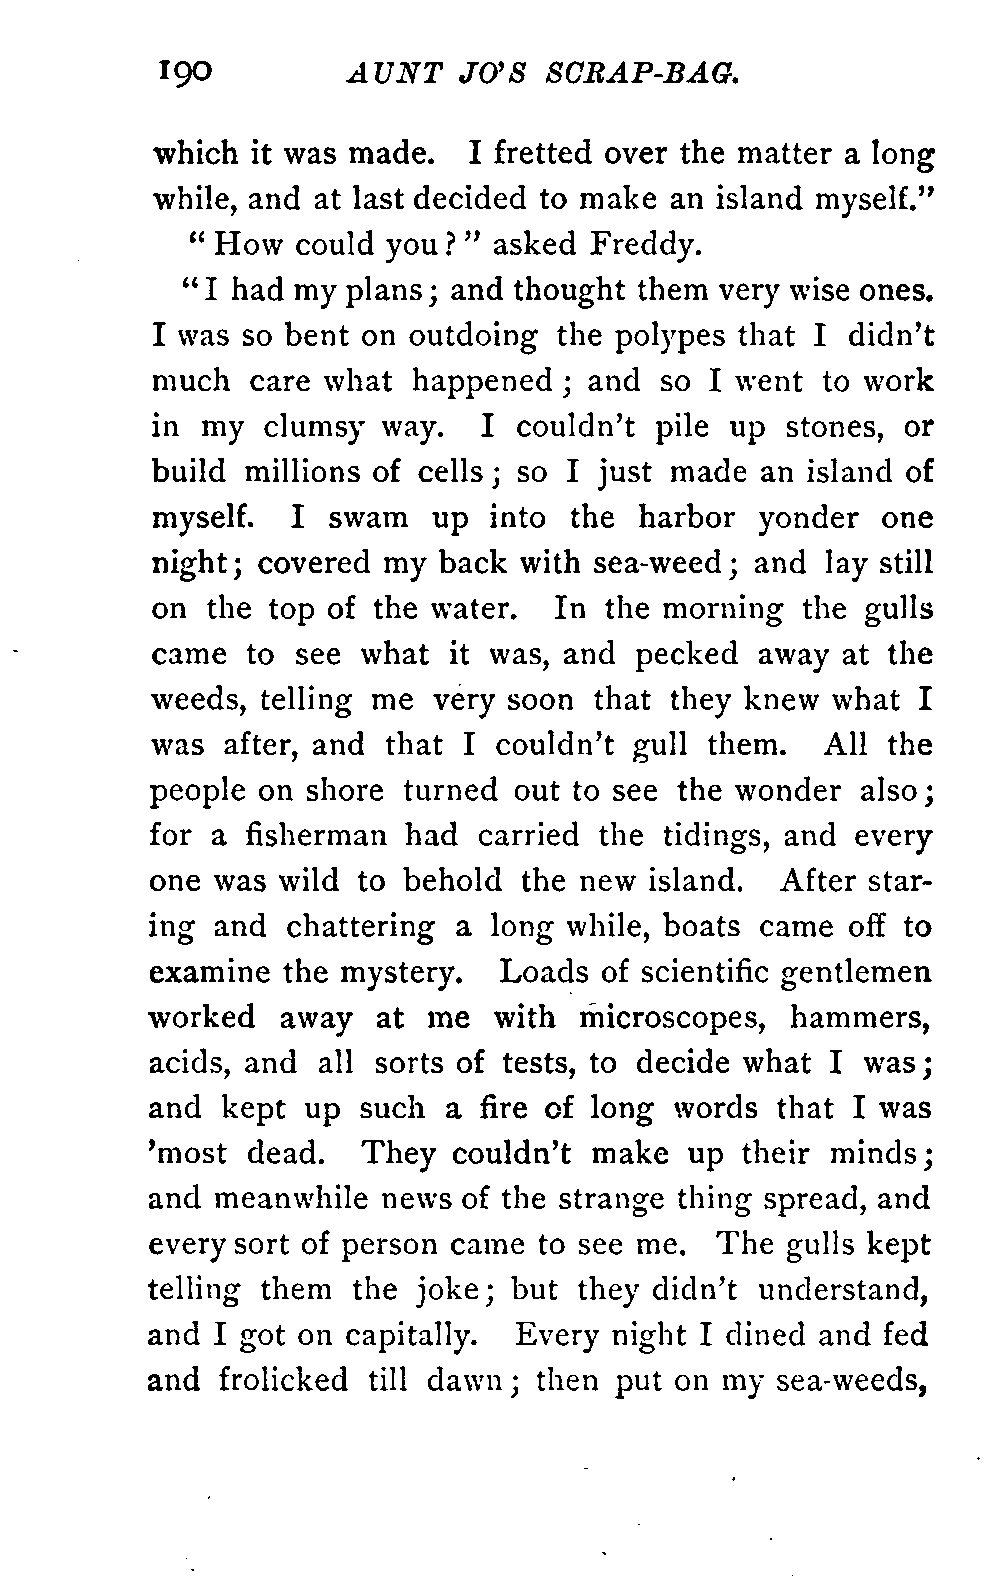 190 AUNT JO'S SCRAP-BAG.
which it was made. I fretted over the matter a long
while, and at last decided to make an island myself."
"How could you?" asked Freddy.
"I had my plans; and thought them very wise ones.
I was so bent on outdoing the polypes that I didn't
much care what happened; and so I went to work
in my clumsy way. I couldn't pile up stones, or
build millions of cells; so I just made an island of
myself. I swam up into the harbor yonder one
night; covered my back with sea-weed; and lay still
on the top of the water. In the morning the gulls
came to see what it was, and pecked away at the
weeds, telling me very soon that they knew what I
was after, and that I couldn't gull them. All the
people on shore turned out to see the wonder also;
for a fisherman had carried the tidings, and every
one was wild to behold the new island. After star-
ing and chattering a long while, boats came off to
examine the mystery. Loads of scientific gentlemen
worked away at me with microscopes, hammers,
acids, and all sorts of tests, to decide what I was;
and kept up such a fire of long words that I was
'most dead. They couldn't make up their minds;
and meanwhile news of the strange thing spread, and
every sort of person came to see me. The gulls kept
telling them the joke; but they didn't understand,
and I got on capitally. Every night I dined and fed
and frolicked till dawn; then put on my sea-weeds,